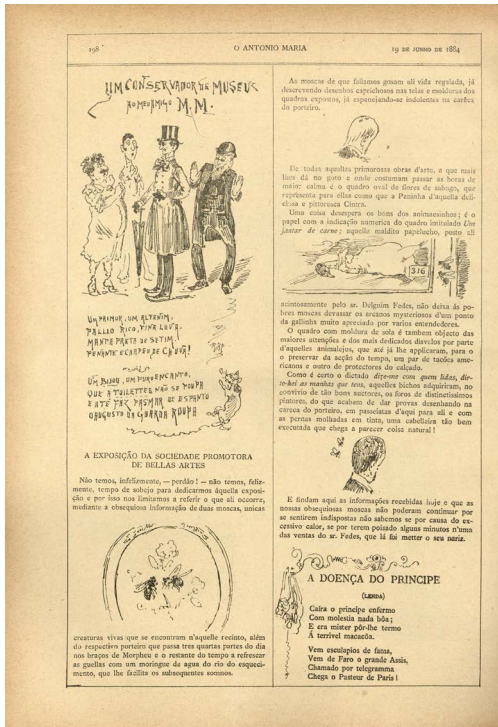 198
O ANTONIO MARIA
19 DE JUNHO DE 1884
UM CONSERVADOR DE MUSEUS
AO MEU AMIGO M. M.
UM PRIMOR, UM ALFENIM.
PALLIO RICO, FINA LUVA.
MANTE PRETA DE SETIM.
PENANTE E CHAPEU DE CHUVA!
UM BIJOU, UM PURO ENCANTO,
QUE A TOILETTES NÃO SE POUPA
E ATÉ FEZ PASMAR DE ESPANTO
O AUGUSTO DA GUARDA ROUPA
A EXPOSIÇÃO DA SOCIEDADE PROMOTORA
DE BELLAS ARTES
Não temos, infelizmente, — perdão! — não temos, feliz-
mente, tempo de sobejo para dedicarmos áquella exposi-
ção e por isso nos limitamos a referir o que ali occorre,
mediante a obsequiosa informação de duas moscas, unicas
creaturas vivas que se encontram n'aquelle recinto, além
do respectivo porteiro que passa tres quartas partes do dia
nos braços de Morpheu e o restante do tempo a refrescar
as guellas com um moringue de agua do rio do esqueci-
mento, que lhe facilita os subsequentes somnos.
As moscas de que fallamos gosam ali vida regalada, já
descrevendo desenhos caprichosos nas telas e molduras dos
quadros expostos, já espanejando-se indolentes na caréca
do porteiro.
De todas aquellas primorosas obras d'arte, a que mais
lhes dá no goto e onde costumam passar as horas de
maior calma é o quadro oval de flores de sabugo, que
representa para ellas como que a Peninha d'aquella deli-
ciosa e pittoresca Cintra.
Uma coisa desespera os bons dos animaesinhos; é o
papel com a indicação numerica do quadro intitulado Um
jantar de carne; aquelle maldito papelucho, posto ali
316
acintosamente pelo sr. Delguim Fedes, não deixa ás po-
bres moscas devassar os arcanos mysteriosos d'um ponto
da gallinha muito apreciado por varios entendedores.
O quadro com moldura de sola é tambem objecto das
maiores attenções e dos mais dedicados disvelos por parte
d'aquelles animalejos, que até já lhe applicaram, para o
o preservar da acção do tempo, um par de tacões ame-
ricanos e outro de protectores do calçado.
Como é certo o dictado dize-me com quem lidas, dir-
te-hei as manhas que tens, aquelles bichos adquiriram, no
convivio de tão bons auctores, os foros de distinctissimos
pintores, do que acabam de dar provas desenhando na
careca do porteiro, em passeiatas d'aqui para ali e com
as pernas molhadas em tinta, uma cabelleira tão bem
executada que chega a parecer coisa natural!
E findam aqui as informações recebidas hoje e que as
nossas obsequiosas moscas não poderam continuar por
se sentirem indispostas não sabemos se por causa do ex-
cessivo calor, se por terem poisado alguns minutos n'uma
das ventas do sr. Fedes, que lá foi metter o seu nariz.
A DOENÇA DO PRINCIPE
(LENDA)
Caíra o principe enfermo
Com molestia nada bôa;
E era mister pôr-lhe termo
Á terrivel macacôa.
Vem esculapios de fama,
Vem de Faro o grande Assis,
Chamado por telegramma
Chega o Pasteur de Paris!